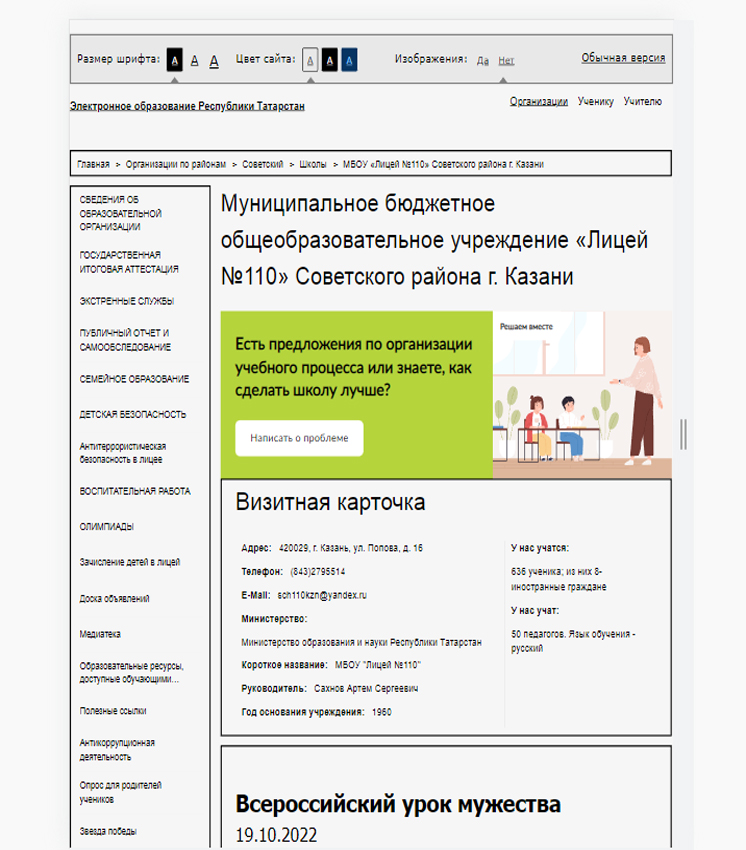 Размер шрифта: А А А Цвет сайта: А А А Изображения: Да Нет Обычная версия
Электронное образование Республики Татарстан
Организации Ученику Учителю
Главная > Организации по районам > Советский > Школы > МБОУ «Лицей №110» Советского района г. Казани
СВЕДЕНИЯ ОБ
ОБРАЗОВАТЕЛЬНОЙ
ОРГАНИЗАЦИИ
ГОСУДАРСТВЕННАЯ
ИТОГОВАЯ АТТЕСТАЦИЯ
ЭКСТРЕННЫЕ СЛУЖБЫ
ПУБЛИЧНЫЙ ОТЧЕТ И
САМООБСЛЕДОВАНИЕ
СЕМЕЙНОЕ ОБРАЗОВАНИЕ
ДЕТСКАЯ БЕЗОПАСНОСТЬ
Антитеррористическая
безопасность в лицее
ВОСПИТАТЕЛЬНАЯ РАБОТА
ОЛИМПИАДЫ
Зачисление детей в лицей
Доска объявлений
Медиатека
Образовательные ресурсы,
доступные обучающими...
Полезные ссылки
Антикоррупционная
деятельность
Опрос для родителей
учеников
Звезда победы
Муниципальное бюджетное
общеобразовательное учреждение «Лицей
№110» Советского района г. Казани
Есть предложения по организации
учебного процесса или знаете, как
сделать школу лучше?
Написать о проблеме
Решаем вместе
Визитная карточка
Адрес: 420029, г. Казань, ул. Попова, д. 16
Телефон: (843)2795514
E-Mail: sch110kzn@yandex.ru
Министерство:
Министерство образования и науки Республики Татарстан
Короткое название: МБОУ "Лицей №110"
Руководитель: Сахнов Артем Сергеевич
Год основания учреждения: 1960
У нас учатся:
636 ученика; из них 8-
иностранные граждане
У нас учат:
50 педагогов. Язык обучения -
русский
Всероссийский урок мужества
19.10.2022